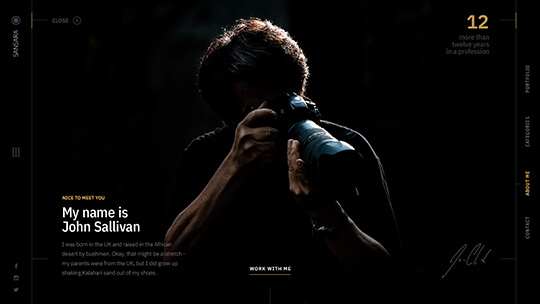 SANSARA
CLOSE
12
more than
twelve years
in a profession
PORTFOLIO
CATEGORIES
ABOUT ME
CONTACT
NICE TO MEET YOU
My name is
John Sallivan
I was born in the UK and raised in the African
desert by bushmen. Okay, that might be a stretch -
my parents were from the UK, but I did grow up
shaking Kalahari sand out of my shoes.
WORK WITH ME